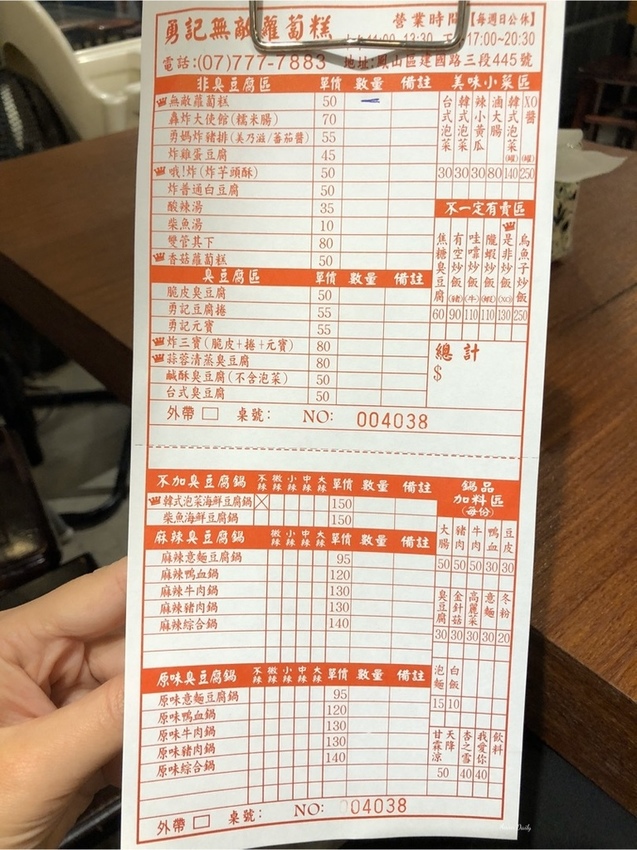 勇記無敵蘿蔔糕
營業時間【每週日公休】
11:00-13:30 下 17:00~20:30
電話:(07)777-7883 地址:鳳山區建國路三段445號
非臭豆腐區 單價 數量 備註
無敵蘿蔔糕 50 一
轟炸大使館(糯米腸) 70
勇媽炸豬排(美乃滋/蕃茄醬) 55
炸雞蛋豆腐 45
哦!炸(炸芋頭酥) 50
炸普通白豆腐 50
酸辣湯 35
柴魚湯 10
雙管其下 80
香菇蘿蔔糕 50
臭豆腐區 單價 數量 備註
脆皮臭豆腐 50
勇記豆腐捲 55
勇記元寶 55
炸三寶(脆皮+捲+元寶) 80
蒜蓉清蒸臭豆腐 80
鹹酥臭豆腐(不含泡菜) 50
台式臭豆腐 50
美味小菜區
台式泡菜 30
韓式泡菜 30
辣小黃瓜 30
滷大腸 80
韓式泡菜(罐) 140
XO醬(罐) 250
不一定有賣區
焦糖臭豆腐 60
有空炒飯(豬) 90
哇靠炒飯(牛) 110
朧蝦炒飯(蝦) 110
是非炒飯(XO) 130
烏魚子炒飯 250
總計
$
外帶 □ 桌號: NO: 004038
不加臭豆腐鍋 不辣 微辣 小辣 中辣 大辣 單價 數量 備註
韓式泡菜海鮮豆腐鍋 150
柴魚海鮮豆腐鍋 150
麻辣臭豆腐鍋 微辣 小辣 中辣 大辣 單價 數量 備註
麻辣意麵豆腐鍋 95
麻辣鴨血鍋 120
麻辣牛肉鍋 130
麻辣豬肉鍋 130
麻辣綜合鍋 140
原味臭豆腐鍋 不辣 微辣 小辣 中辣 大辣 單價 數量 備註
原味意麵豆腐鍋 95
原味鴨血鍋 120
原味牛肉鍋 130
原味豬肉鍋 130
原味綜合鍋 140
鍋品加料區(每份)
大腸 50
豬肉 50
牛肉 50
鴨血 30
豆皮 30
臭豆腐 30
金針菇 30
高麗菜 30
意麵 30
冬粉 20
泡麵 15
白飯 10
飲料
我愛你 40
杏之雪 40
天降甘霖涼 50
外帶 □ 桌號: NO: 004038